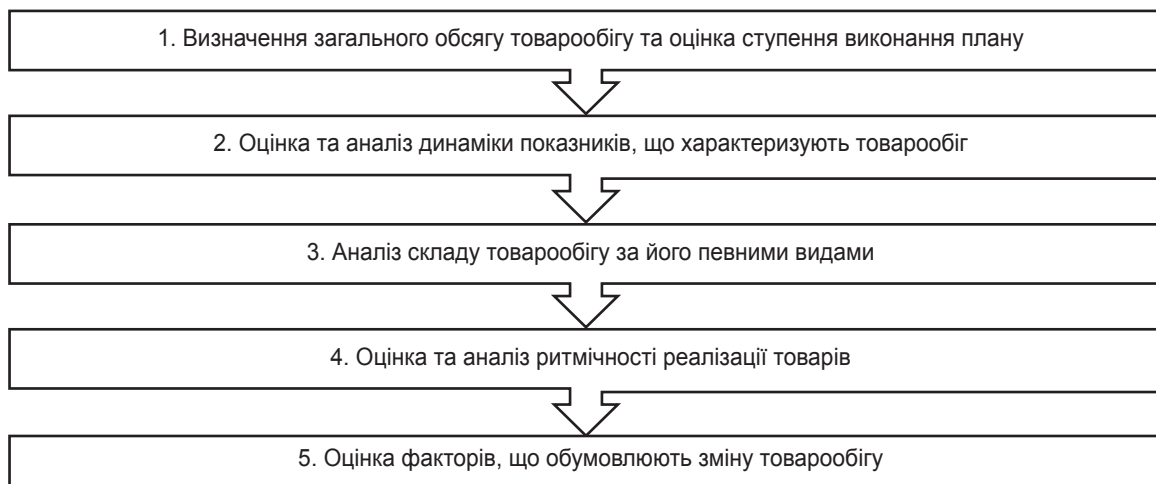 1. Визначення загального обсягу товарообігу та оцінка ступення виконання плану
2. Оцінка та аналіз динаміки показників, що характеризують товарообіг
3. Аналіз складу товарообігу за його певними видами
4. Оцінка та аналіз ритмічності реалізації товарів
5. Оцінка факторів, що обумовлюють зміну товарообігу